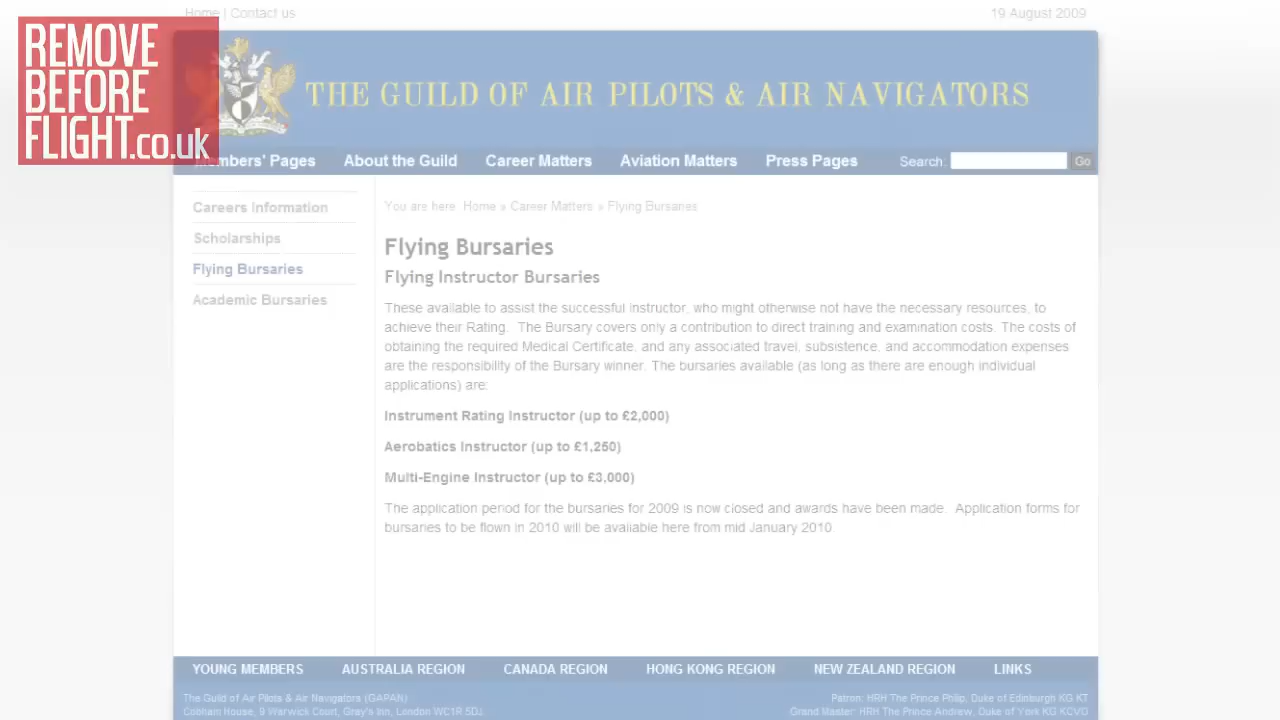 Home | Contact us
19 August 2009
REMOVE
BEFORE
FLIGHT.co.uk
THE GUILD OF AIR PILOTS & AIR NAVIGATORS
Members' Pages About the Guild Career Matters Aviation Matters Press Pages Search: Go
Careers Information
Scholarships
Flying Bursaries
Academic Bursaries
You are here: Home » Career Matters » Flying Bursaries
Flying Bursaries
Flying Instructor Bursaries
These available to assist the successful instructor, who might otherwise not have the necessary resources, to
achieve their Rating. The Bursary covers only a contribution to direct training and examination costs. The costs of
obtaining the required Medical Certificate, and any associated travel, subsistence, and accommodation expenses
are the responsibility of the Bursary winner. The bursaries available (as long as there are enough individual
applications) are:
Instrument Rating Instructor (up to £2,000)
Aerobatics Instructor (up to £1,250)
Multi-Engine Instructor (up to £3,000)
The application period for the bursaries for 2009 is now closed and awards have been made. Application forms for
bursaries to be flown in 2010 will be available here from mid January 2010.
YOUNG MEMBERS AUSTRALIA REGION CANADA REGION HONG KONG REGION NEW ZEALAND REGION LINKS
The Guild of Air Pilots & Air Navigators (GAPAN)
Cobham House, 9 Warwick Court, Gray's Inn, London WC1R 5DJ.
Patron: HRH The Prince Philip, Duke of Edinburgh KG KT
Grand Master: HRH The Prince Andrew, Duke of York KG KCVO